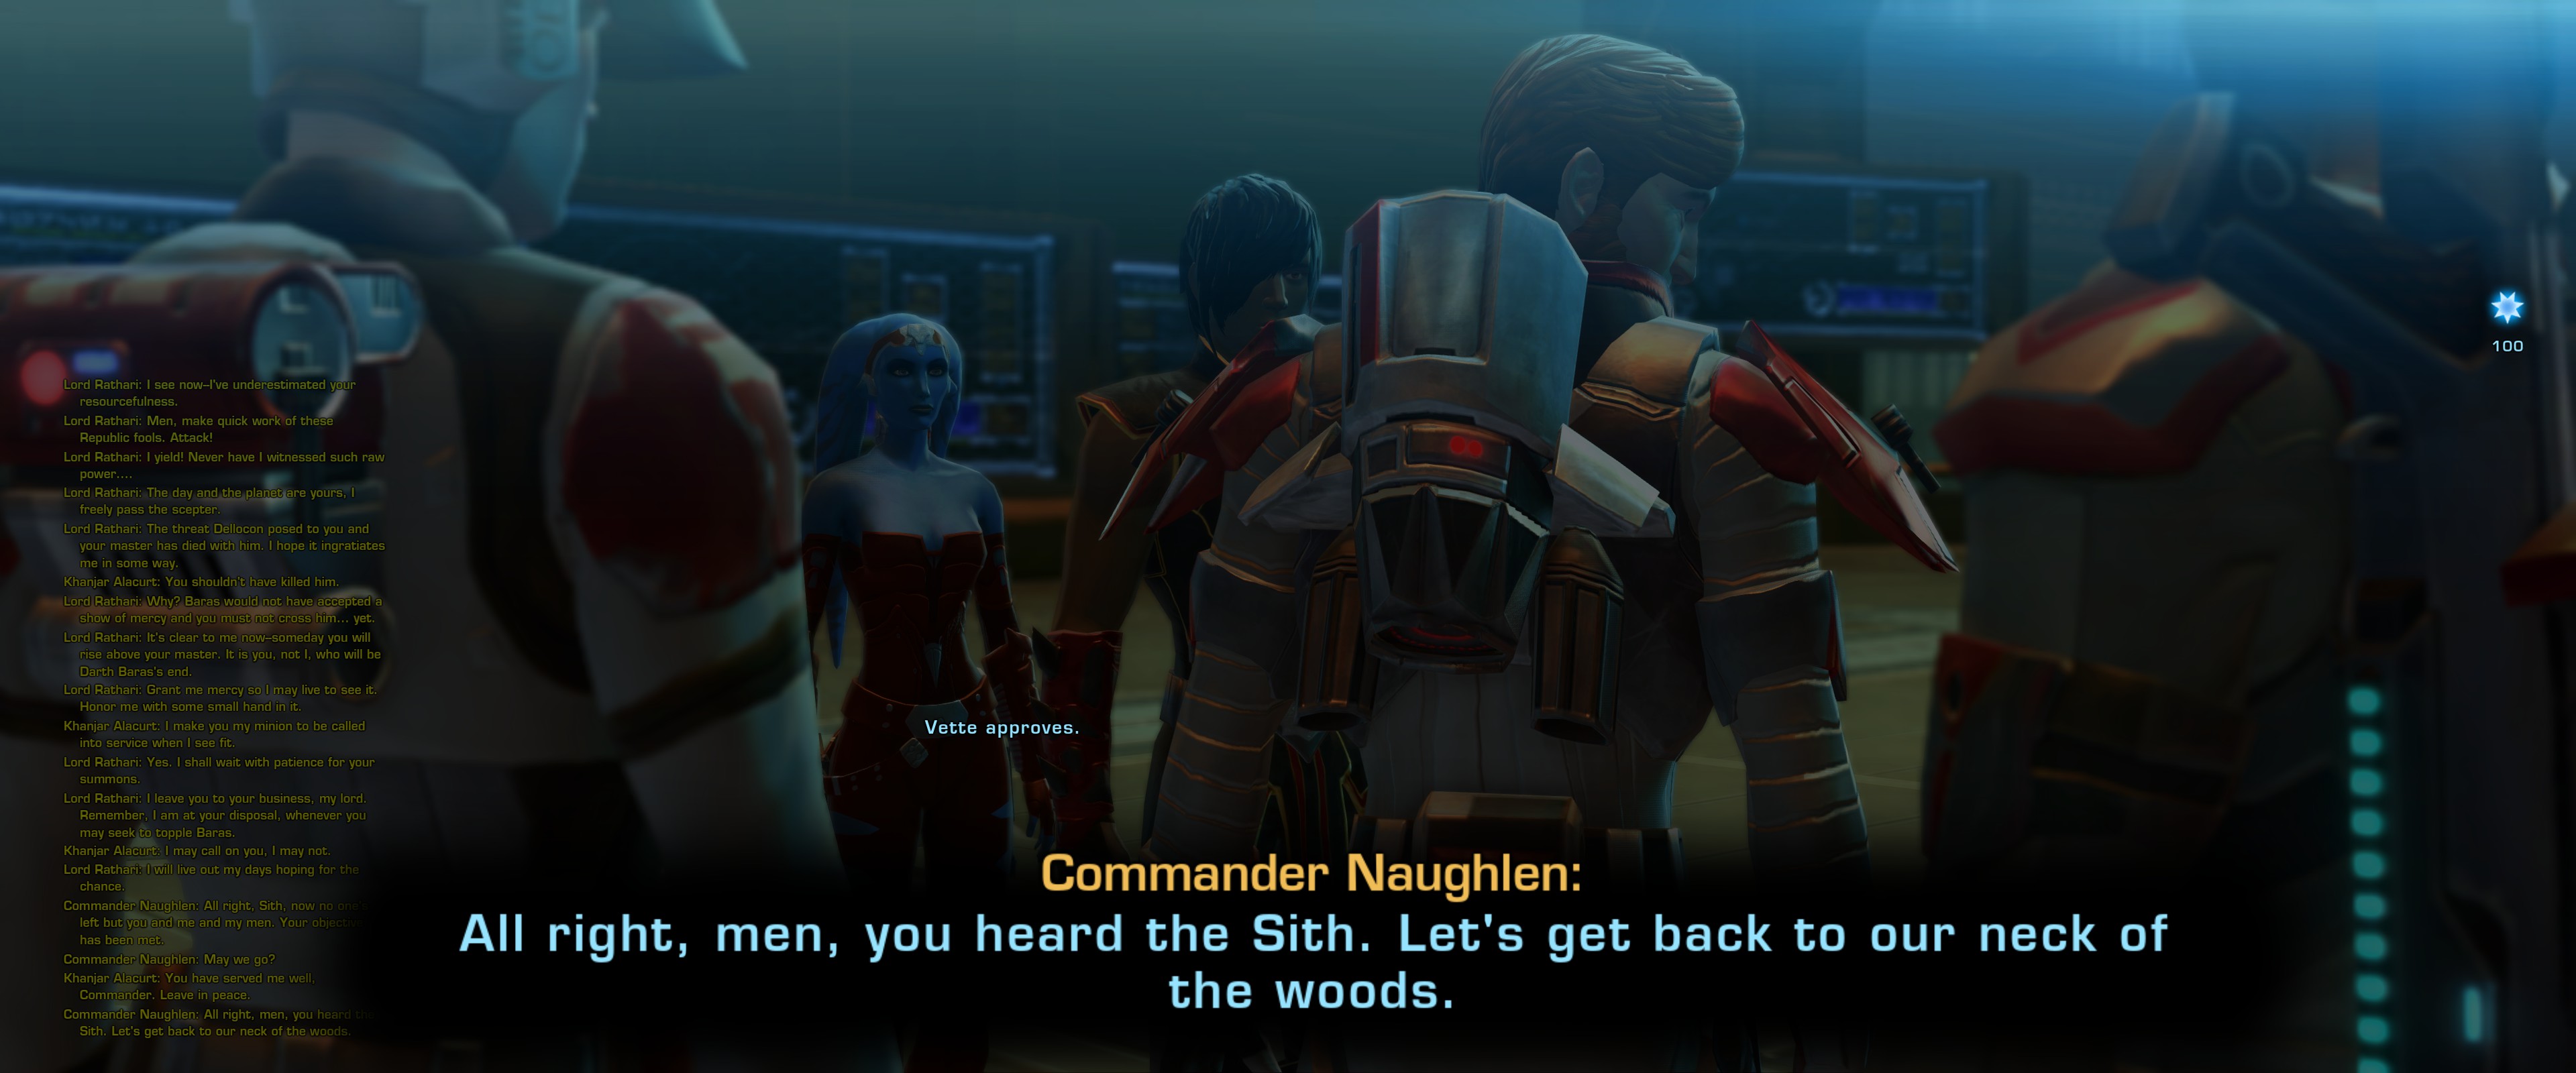 Lord Rathari: I see now–I've underestimated your
resourcefulness.
Lord Rathari: Men, make quick work of these
Republic fools. Attack!
Lord Rathari: I yield! Never have I witnessed such raw
power....
Lord Rathari: The day and the planet are yours, I
freely pass the scepter.
Lord Rathari: The threat Dellocon posed to you and
your master has died with him. I hope it ingratiates
me in some way.
Khanjar Alacurt: You shouldn't have killed him.
Lord Rathari: Why? Baras would not have accepted a
show of mercy and you must not cross him... yet.
Lord Rathari: It's clear to me now–someday you will
rise above your master. It is you, not I, who will be
Darth Baras's end.
Lord Rathari: Grant me mercy so I may live to see it.
Honor me with some small hand in it.
Khanjar Alacurt: I make you my minion to be called
into service when I see fit.
Lord Rathari: Yes. I shall wait with patience for your
summons.
Lord Rathari: I leave you to your business, my lord.
Remember, I am at your disposal, whenever you
may seek to topple Baras.
Khanjar Alacurt: I may call on you, I may not.
Lord Rathari: I will live out my days hoping for the
chance.
Commander Naughlen: All right, Sith, now no one's
left but you and me and my men. Your objective
has been met.
Commander Naughlen: May we go?
Khanjar Alacurt: You have served me well,
Commander. Leave in peace.
Commander Naughlen: All right, men, you heard the
Sith. Let's get back to our neck of the woods.
100
Vette approves.
Commander Naughlen:
All right, men, you heard the Sith. Let's get back to our neck of
the woods.